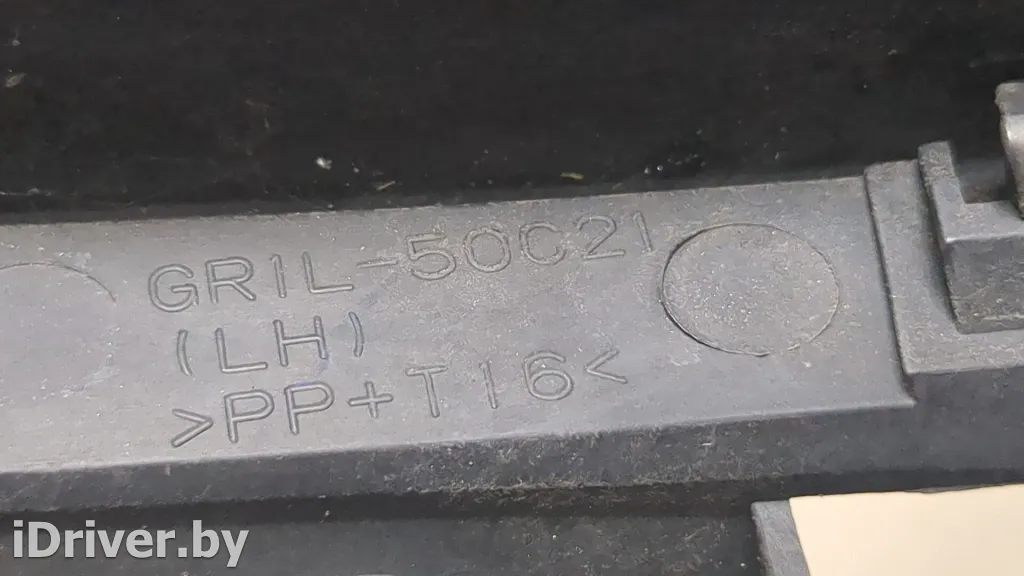 GR1L-50C21
(LH)
>PP+T16<
iDriver.by